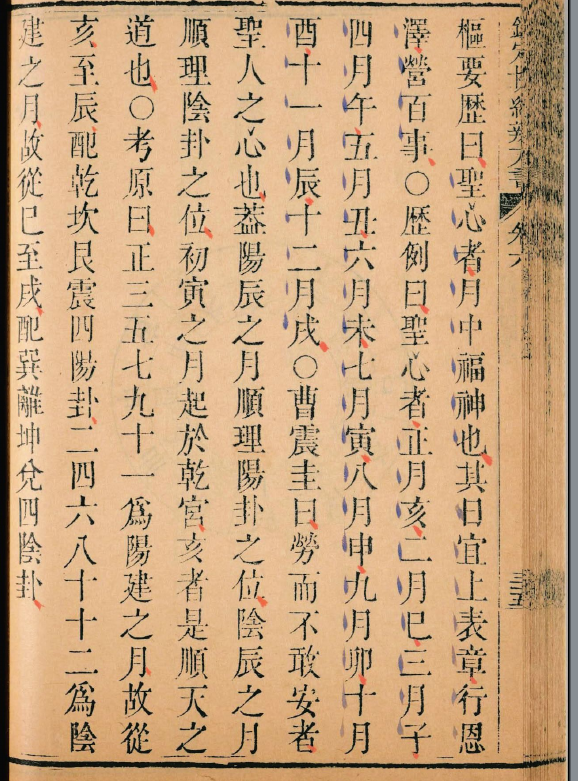 欽定協紀辨方書 卷六 三五
樞要歷曰聖心者月中福神也其日宜上表章行恩
澤營百事○歷例曰聖心者正月亥二月巳三月子
四月午五月丑六月未七月寅八月申九月卯十月
酉十一月辰十二月戌○曹震圭曰勞而不敢安者
聖人之心也葢陽辰之月順理陽卦之位陰辰之月
順理陰卦之位初寅之月起於乾宮亥者是順天之
道也○考原曰正三五七九十一為陽建之月故從
亥至辰配乾坎艮震四陽卦二四六八十十二為陰
建之月故從巳至戌配巽離坤兌四陰卦